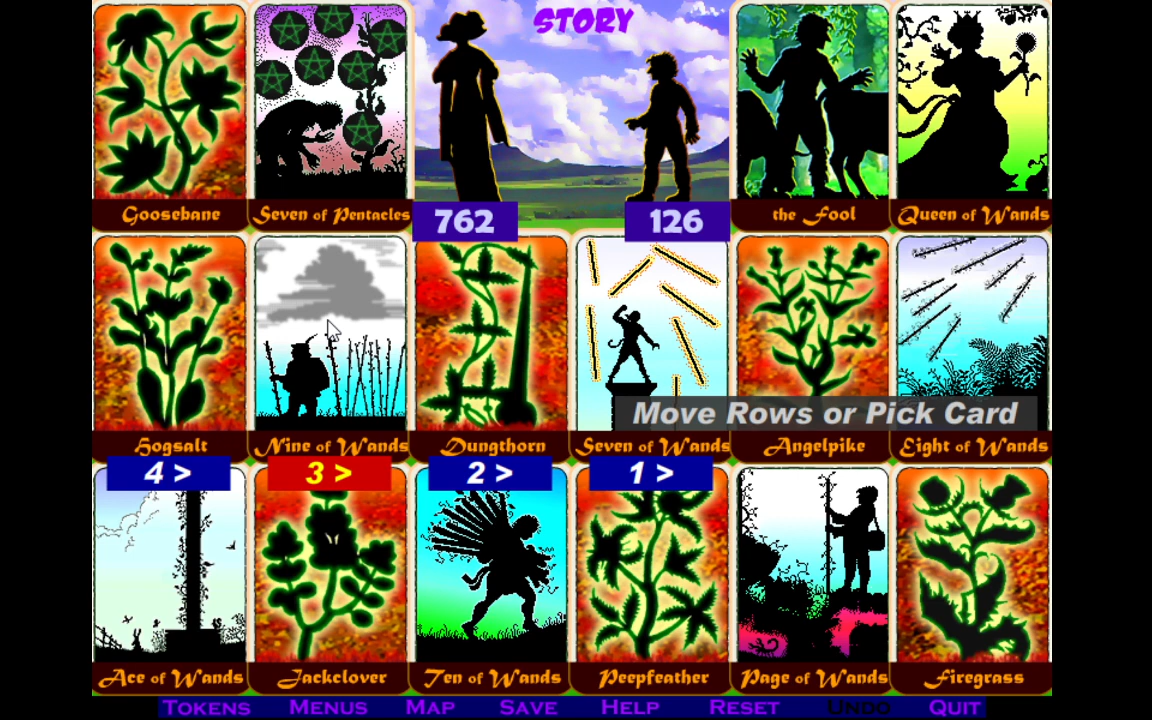 STORY
Goosebane
Seven of Pentacles
762
126
the Fool
Queen of Wands
Hogsalt
Nine of Wands
Dungthorn
Seven of Wands
Angelpike
Eight of Wands
Move Rows or Pick Card
4 >
3 >
2 >
1 >
Ace of Wands
Jackclover
Ten of Wands
Peepfeather
Page of Wands
Firegrass
TOKENS MENUS MAP SAVE HELP RESET UNDO QUIT